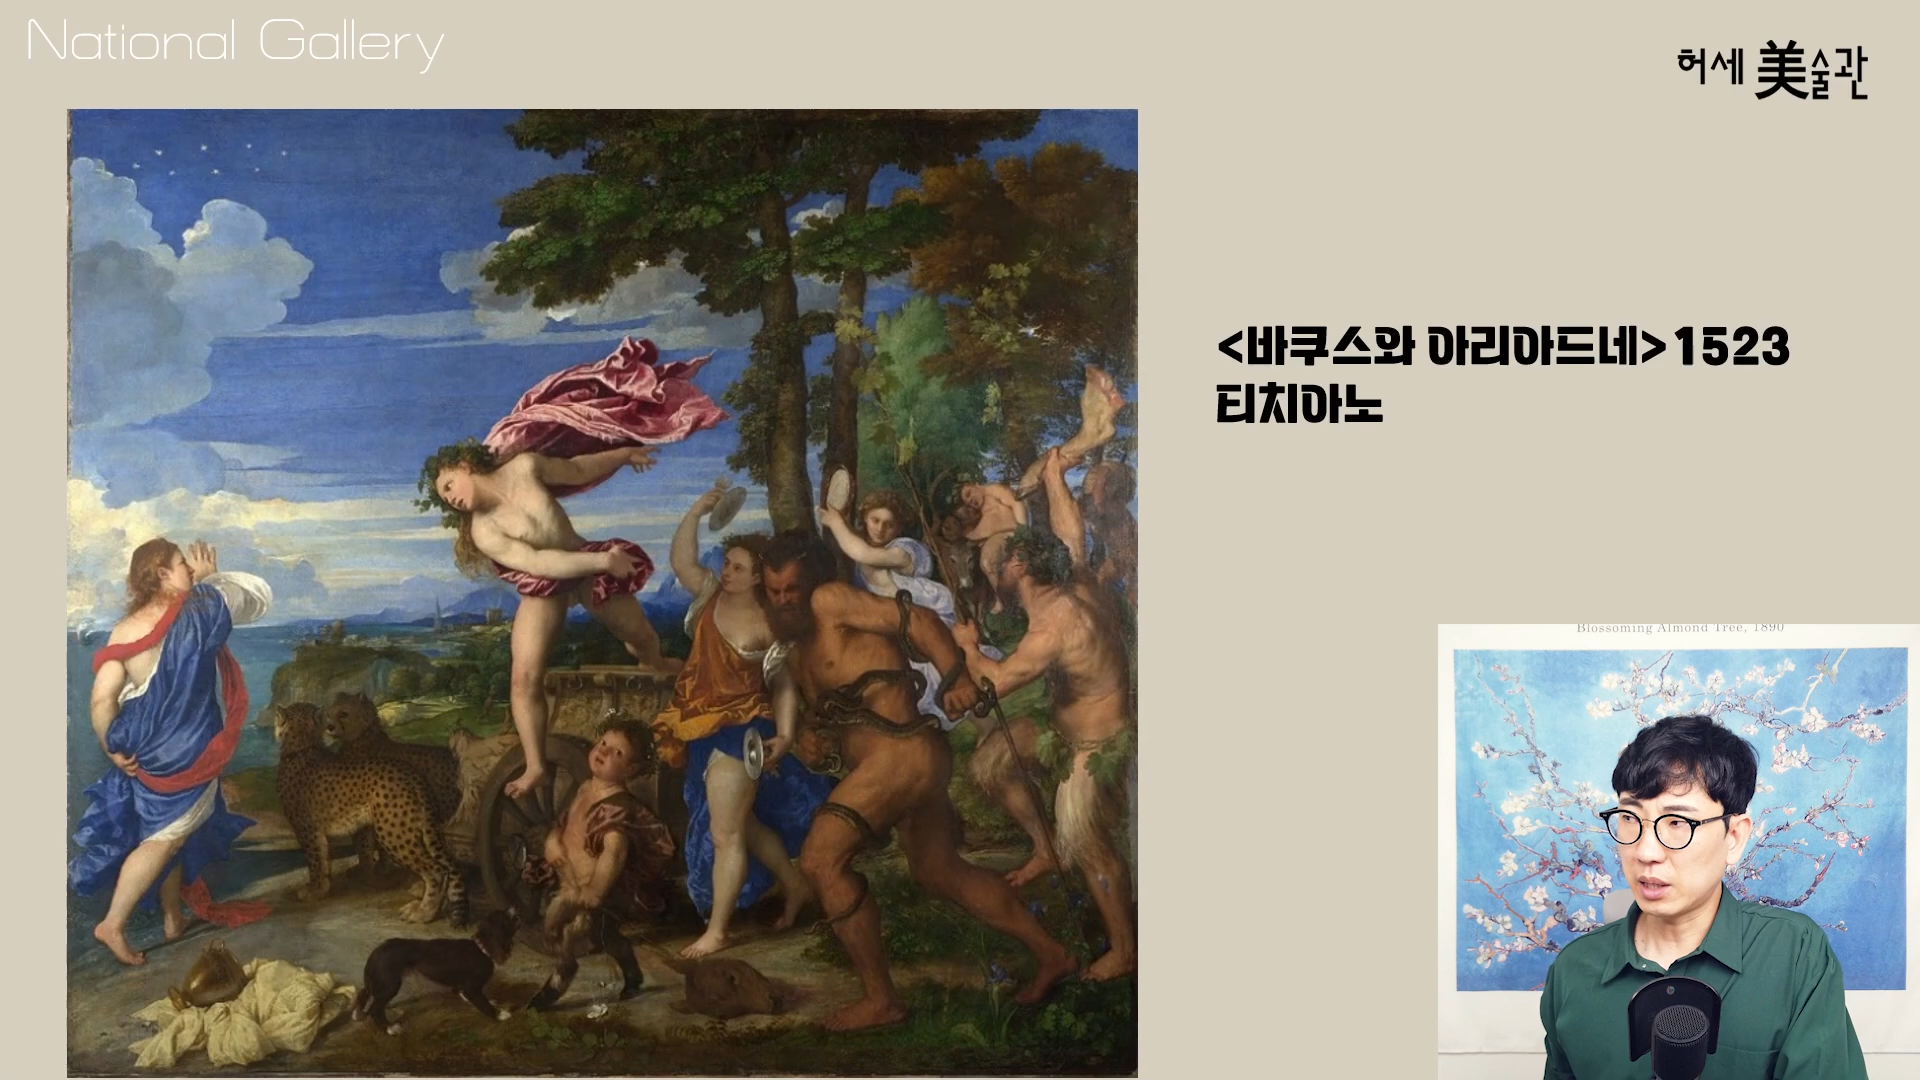 National Gallery
허세 美술관
<바쿠스와 아리아드네>1523
티치아노
Blossoming Almond Tree, 1890